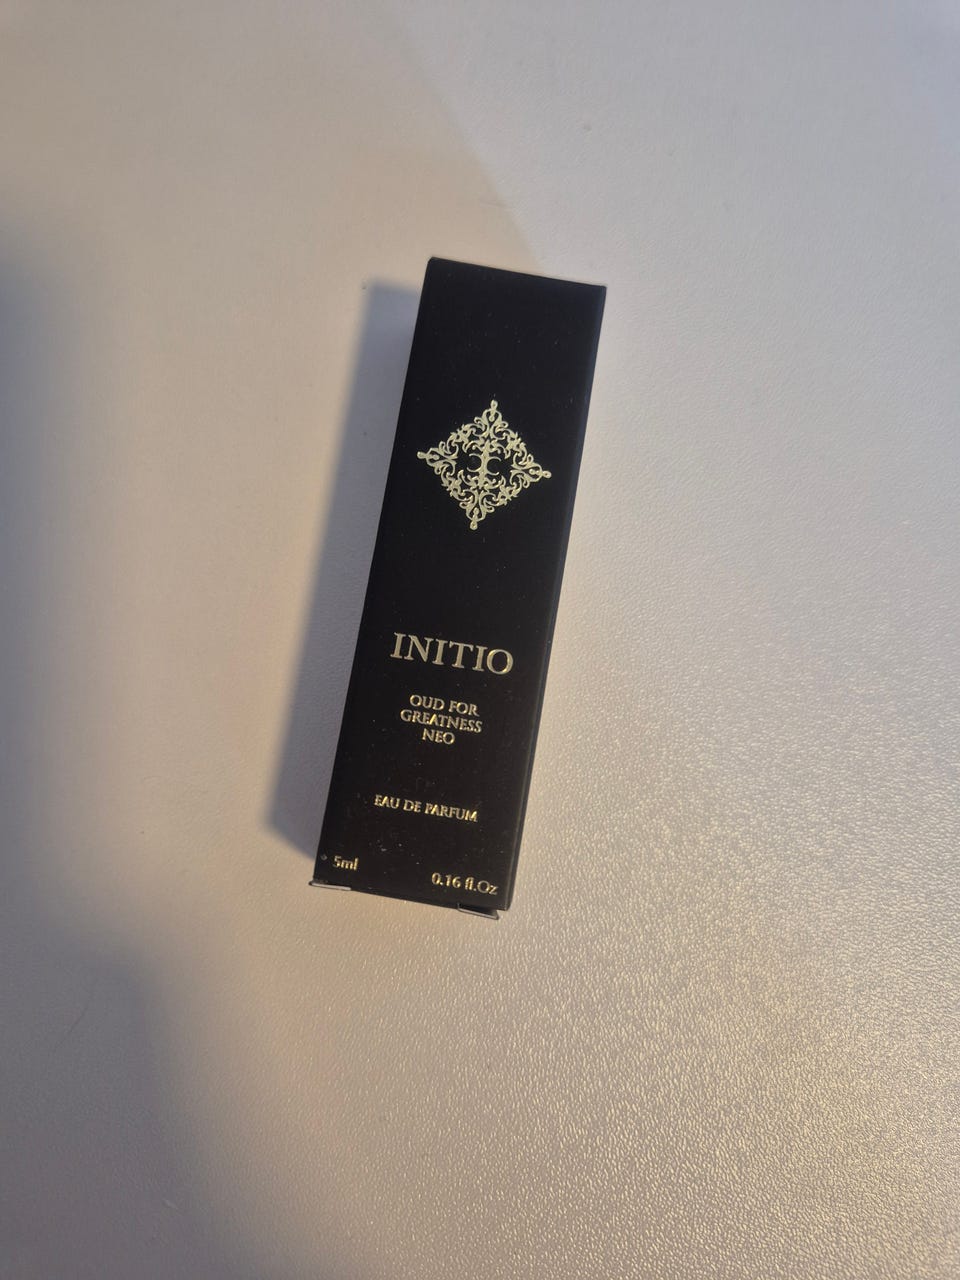 INITIO
OUD FOR
GREATNESS
NEO
EAU DE PARFUM
5ml
0.16 fl.Oz